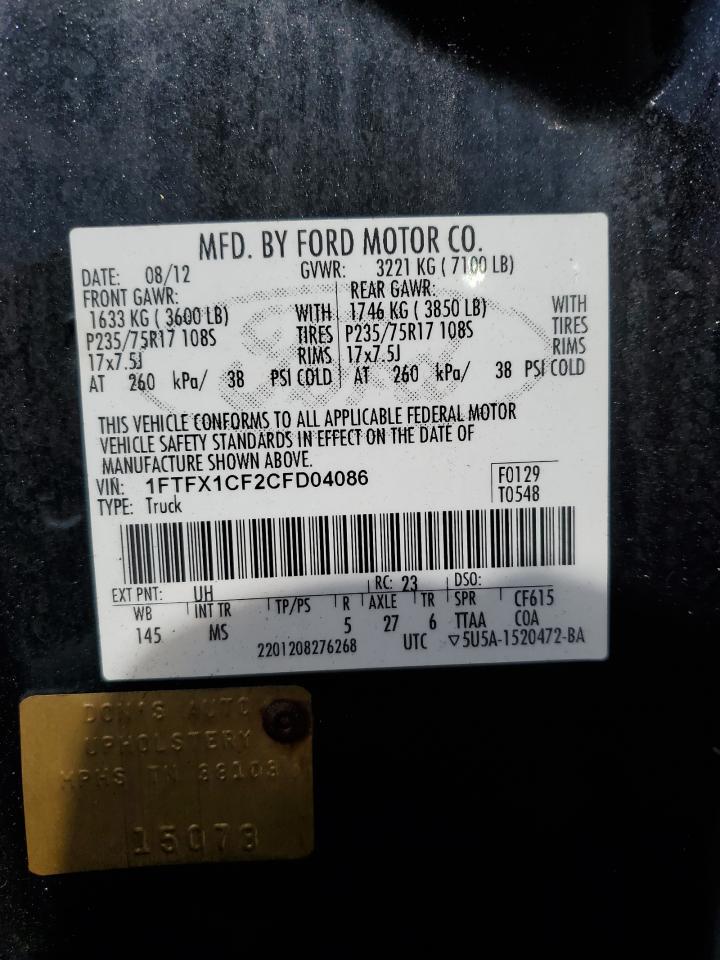 MFD. BY FORD MOTOR CO.
DATE: 08/12 GVWR: 3221 KG ( 7100 LB)
FRONT GAWR: REAR GAWR:
1633 KG ( 3600 LB) WITH 1746 KG ( 3850 LB) WITH
P235/75R17 108S TIRES P235/75R17 108S TIRES
17x7.5J RIMS 17x7.5J RIMS
AT 260 kPa/ 38 PSI COLD AT 260 kPa/ 38 PSI COLD
THIS VEHICLE CONFORMS TO ALL APPLICABLE FEDERAL MOTOR
VEHICLE SAFETY STANDARDS IN EFFECT ON THE DATE OF
MANUFACTURE SHOWN ABOVE.
VIN: 1FTFX1CF2CFD04086 F0129
TYPE: Truck T0548
EXT PNT: UH RC: 23 DSO:
WB INT TR TP/PS R AXLE TR SPR CF615
145 MS 5 27 6 TTAA COA
2201208276268 UTC ▽5U5A-1520472-BA
DON'S AUTO
UPHOLSTERY
MPHS TN 38103
15073